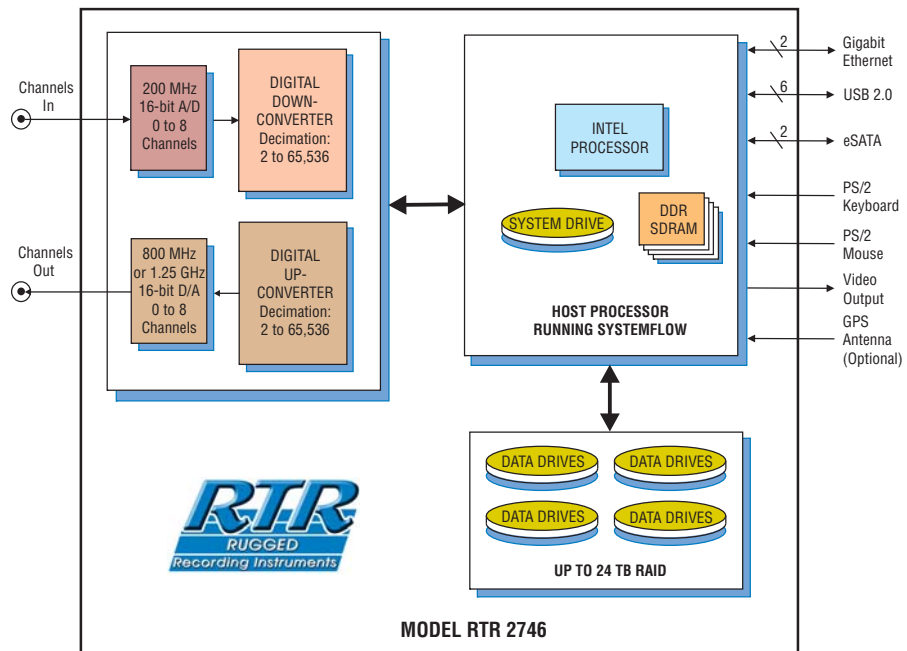 Channels
In
200 MHz
16-bit A/D
0 to 8
Channels
DIGITAL
DOWN-
CONVERTER
Decimation:
2 to 65,536
Channels
Out
800 MHz
or 1.25 GHz
16-bit D/A
0 to 8
Channels
DIGITAL
UP-
CONVERTER
Decimation:
2 to 65,536
INTEL
PROCESSOR
SYSTEM DRIVE
DDR
SDRAM
HOST PROCESSOR
RUNNING SYSTEMFLOW
2
Gigabit
Ethernet
6
USB 2.0
2
eSATA
PS/2
Keyboard
PS/2
Mouse
Video
Output
GPS
Antenna
(Optional)
DATA DRIVES
DATA DRIVES
DATA DRIVES
DATA DRIVES
UP TO 24 TB RAID
RTR
RUGGED
Recording Instruments
MODEL RTR 2746